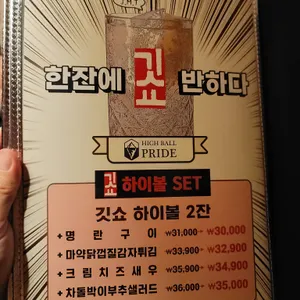 한잔에 깃쇼 반하다
HIGH BALL
PRIDE
깃쇼 하이볼 SET
깃쇼 하이볼 2잔
+ 명란구이 ₩31,000→ ₩30,000
+ 마약닭껍질감자튀김 ₩33,900→ ₩32,900
+ 크림치즈새우 ₩35,900→ ₩34,900
+ 차돌박이부추샐러드 ₩36,000→ ₩35,000